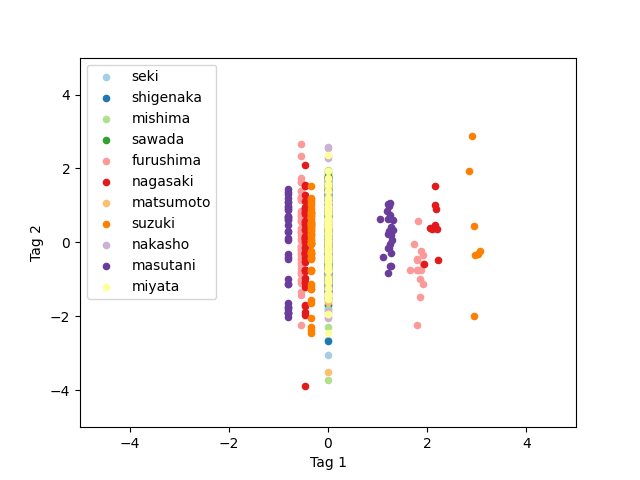 seki
shigenaka
mishima
sawada
furushima
nagasaki
matsumoto
suzuki
nakasho
masutani
miyata
4
2
0
−2
−4
Tag 2
−4
−2
0
2
4
Tag 1